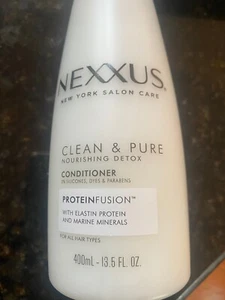 NEXXUS
NEW YORK SALON CARE
CLEAN & PURE
NOURISHING DETOX
CONDITIONER
0% SILICONES, DYES & PARABENS
PROTEINFUSION™
WITH ELASTIN PROTEIN
AND MARINE MINERALS
FOR ALL HAIR TYPES
400mL - 13.5 FL. OZ.